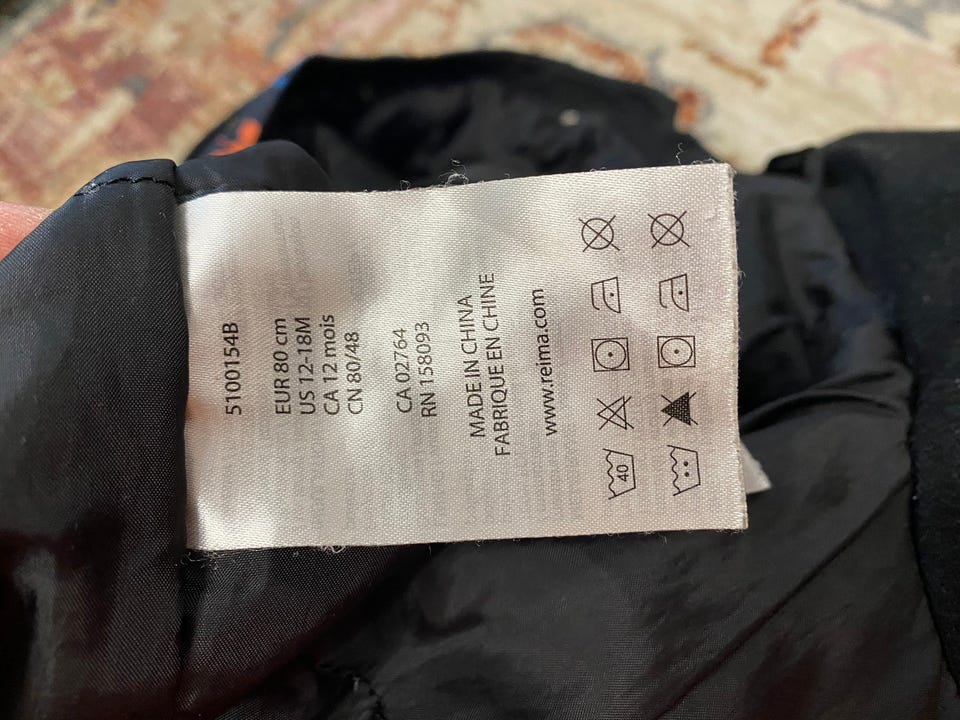 5100154B
EUR 80 cm
US 12-18M
CA 12 mois
CN 80/48
CA 02764
RN 158093
MADE IN CHINA
FABRIQUE EN CHINE
www.reima.com
40